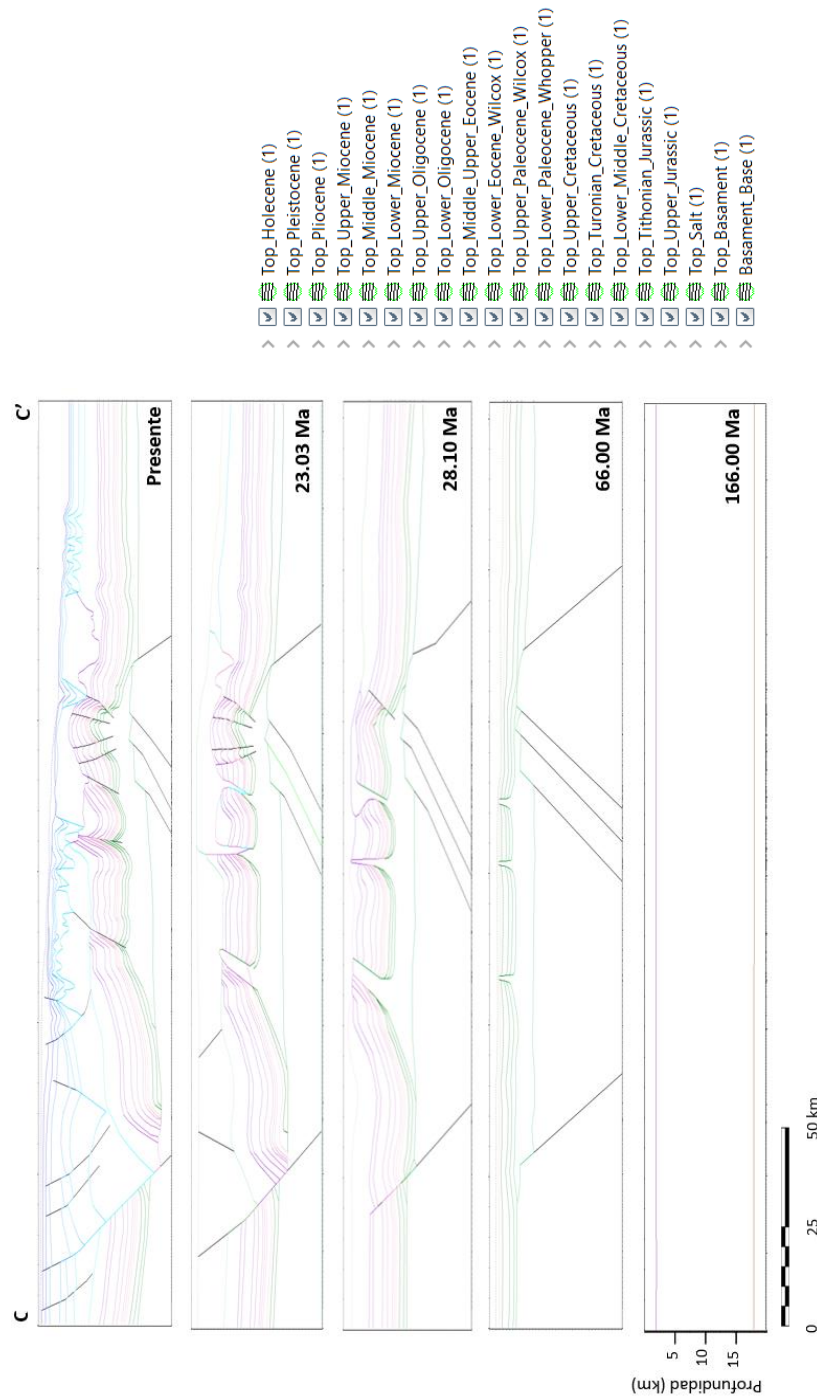 C
C'
Presente
23.03 Ma
28.10 Ma
66.00 Ma
166.00 Ma
Profundidad (km)
5
10
15
0
25
50 km
Top_Holecene (1)
Top_Pleistocene (1)
Top_Pliocene (1)
Top_Upper_Miocene (1)
Top_Middle_Miocene (1)
Top_Lower_Miocene (1)
Top_Upper_Oligocene (1)
Top_Lower_Oligocene (1)
Top_Middle_Upper_Eocene (1)
Top_Lower_Eocene_Wilcox (1)
Top_Upper_Paleocene_Wilcox (1)
Top_Lower_Paleocene_Whopper (1)
Top_Upper_Cretaceous (1)
Top_Turonian_Cretaceous (1)
Top_Lower_Middle_Cretaceous (1)
Top_Tithonian_Jurassic (1)
Top_Upper_Jurassic (1)
Top_Salt (1)
Top_Basament (1)
Basament_Base (1)